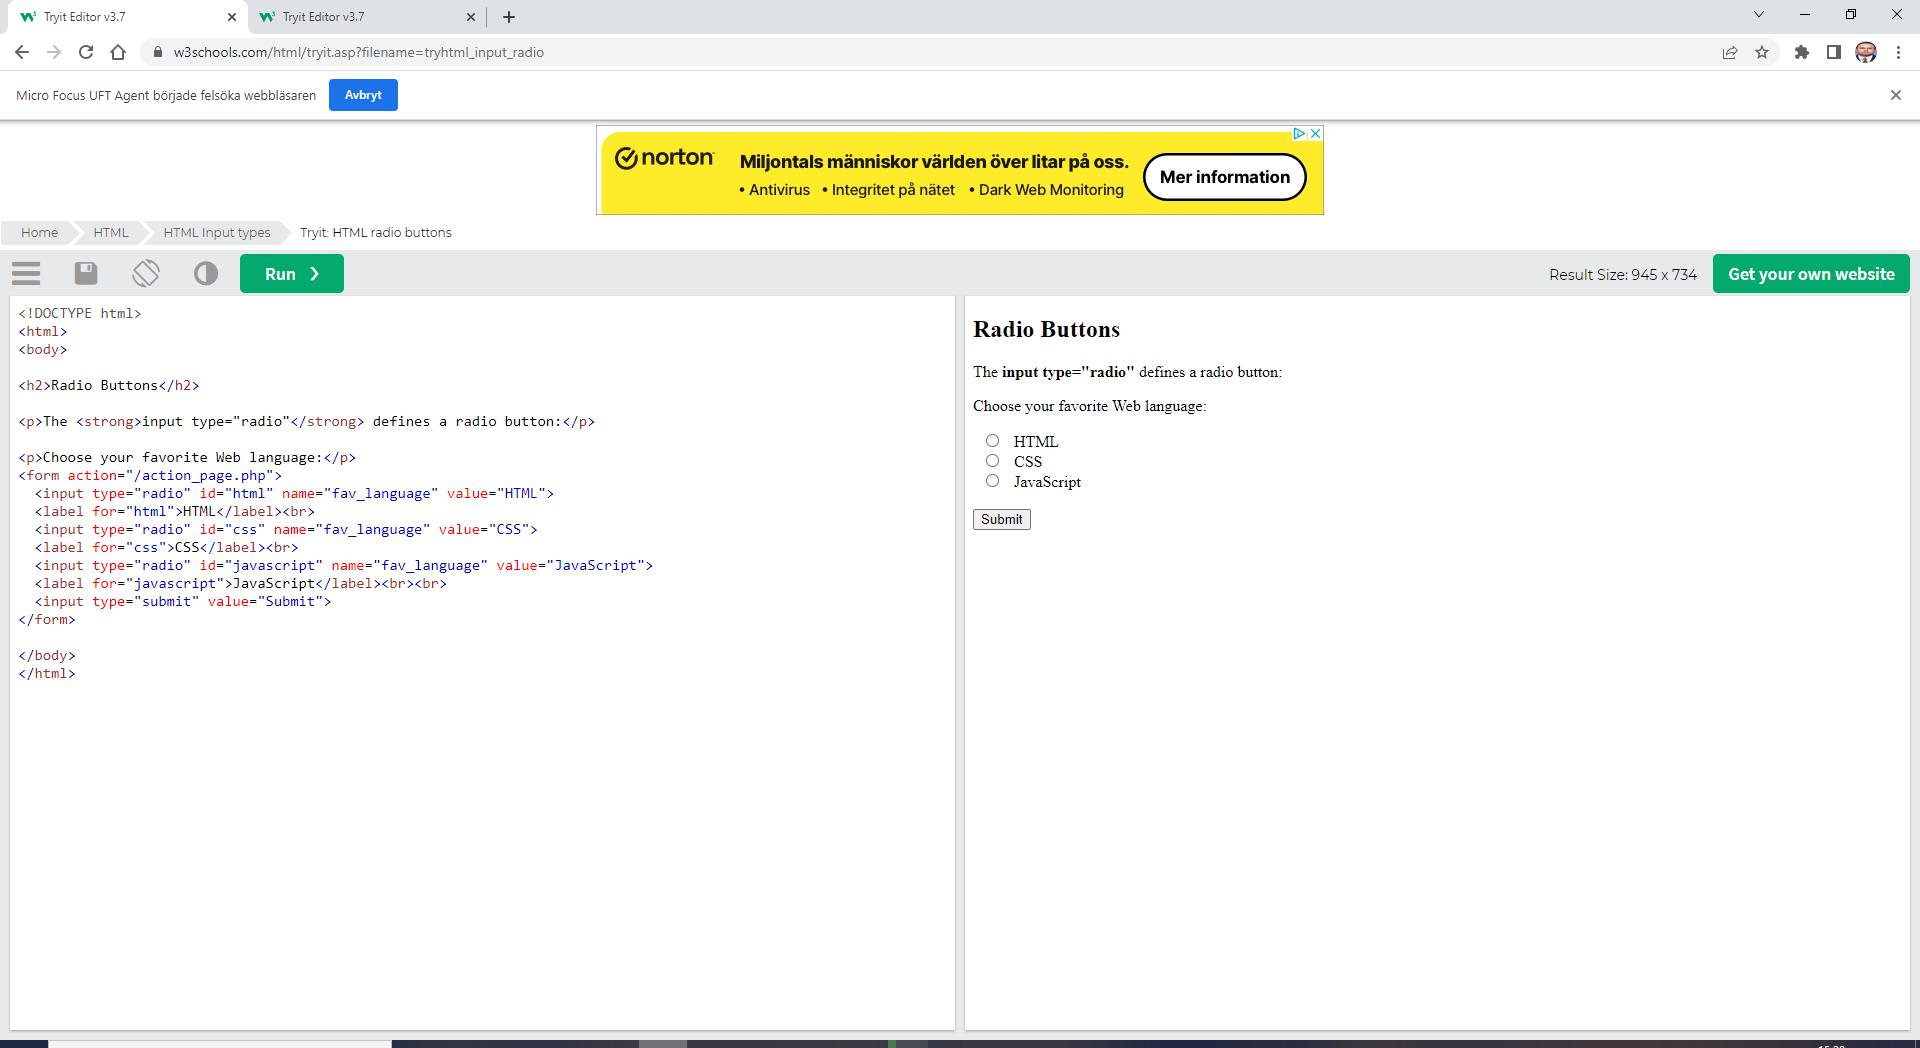 Tryit Editor v3.7
Tryit Editor v3.7
w3schools.com/html/tryit.asp?filename=tryhtml_input_radio
Micro Focus UFT Agent började felsöka webbläsaren
Avbryt
norton
Miljontals människor världen över litar på oss.
• Antivirus • Integritet på nätet • Dark Web Monitoring
Mer information
Home HTML HTML Input types Tryit: HTML radio buttons
Run ❯
Result Size: 945 x 734
Get your own website
<!DOCTYPE html>
<html>
<body>
<h2>Radio Buttons</h2>
<p>The <strong>input type="radio"</strong> defines a radio button:</p>
<p>Choose your favorite Web language:</p>
<form action="/action_page.php">
  <input type="radio" id="html" name="fav_language" value="HTML">
  <label for="html">HTML</label><br>
  <input type="radio" id="css" name="fav_language" value="CSS">
  <label for="css">CSS</label><br>
  <input type="radio" id="javascript" name="fav_language" value="JavaScript">
  <label for="javascript">JavaScript</label><br><br>
  <input type="submit" value="Submit">
</form>
</body>
</html>
Radio Buttons
The input type="radio" defines a radio button:
Choose your favorite Web language:
HTML
CSS
JavaScript
Submit